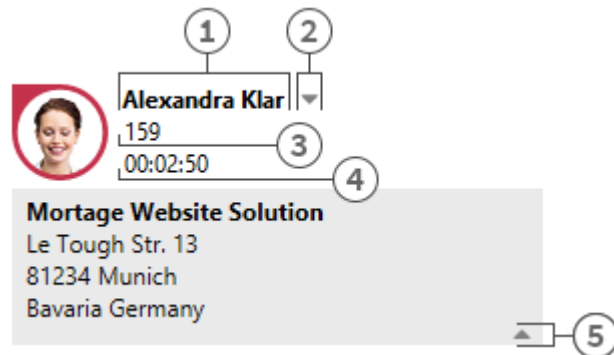 1
2
Alexandra Klar
159
3
00:02:50
4
Mortage Website Solution
Le Tough Str. 13
81234 Munich
Bavaria Germany
5